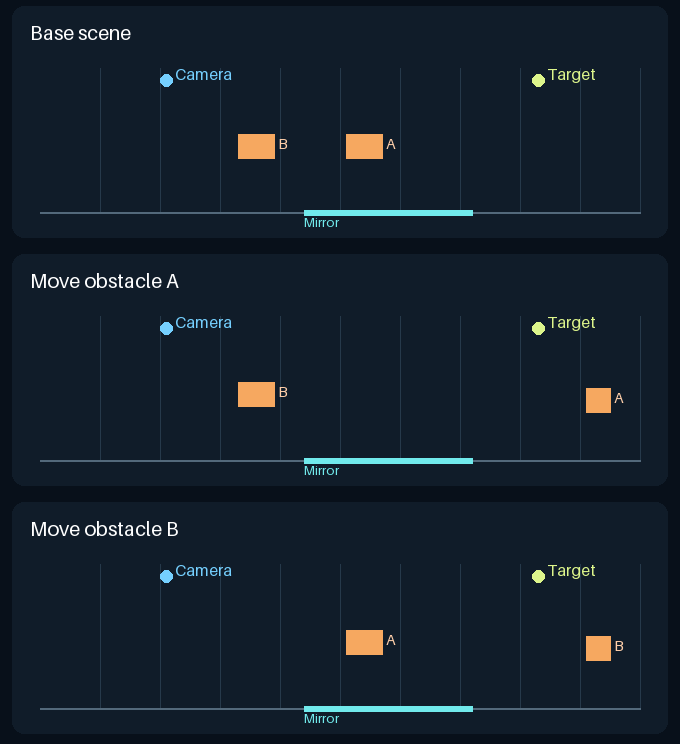 Base scene
Camera
Target
B
A
Mirror
Move obstacle A
Camera
Target
B
A
Mirror
Move obstacle B
Camera
Target
A
B
Mirror